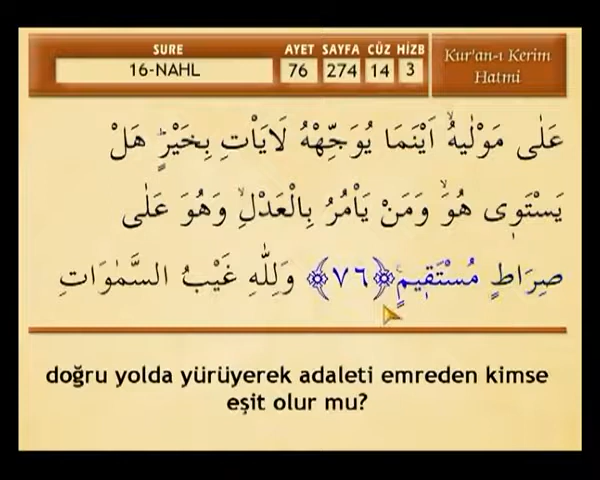 SURE AYET SAYFA CÜZ HİZB
16-NAHL 76 274 14 3
Kur'an-ı Kerim
Hatmi
عَلٰى مَوْلٰيهُۙ اَيْنَمَا يُوَجِّهْهُ لَايَاْتِ بِخَيْرٍۜ هَلْ
يَسْتَوٖى هُوَۙ وَمَنْ يَاْمُرُ بِالْعَدْلِۙ وَهُوَ عَلٰى
صِرَاطٍ مُسْتَقٖيمٍۚ ﴿٧٦﴾ وَلِلّٰهِ غَيْبُ السَّمٰوَاتِ
doğru yolda yürüyerek adaleti emreden kimse
eşit olur mu?